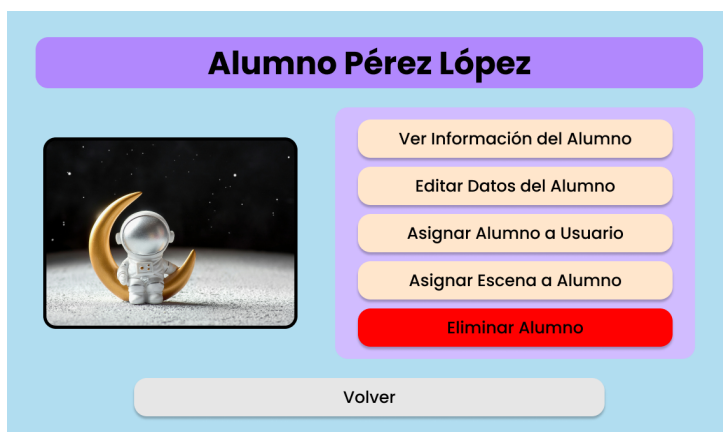 Alumno Pérez López
Ver Información del Alumno
Editar Datos del Alumno
Asignar Alumno a Usuario
Asignar Escena a Alumno
Eliminar Alumno
Volver